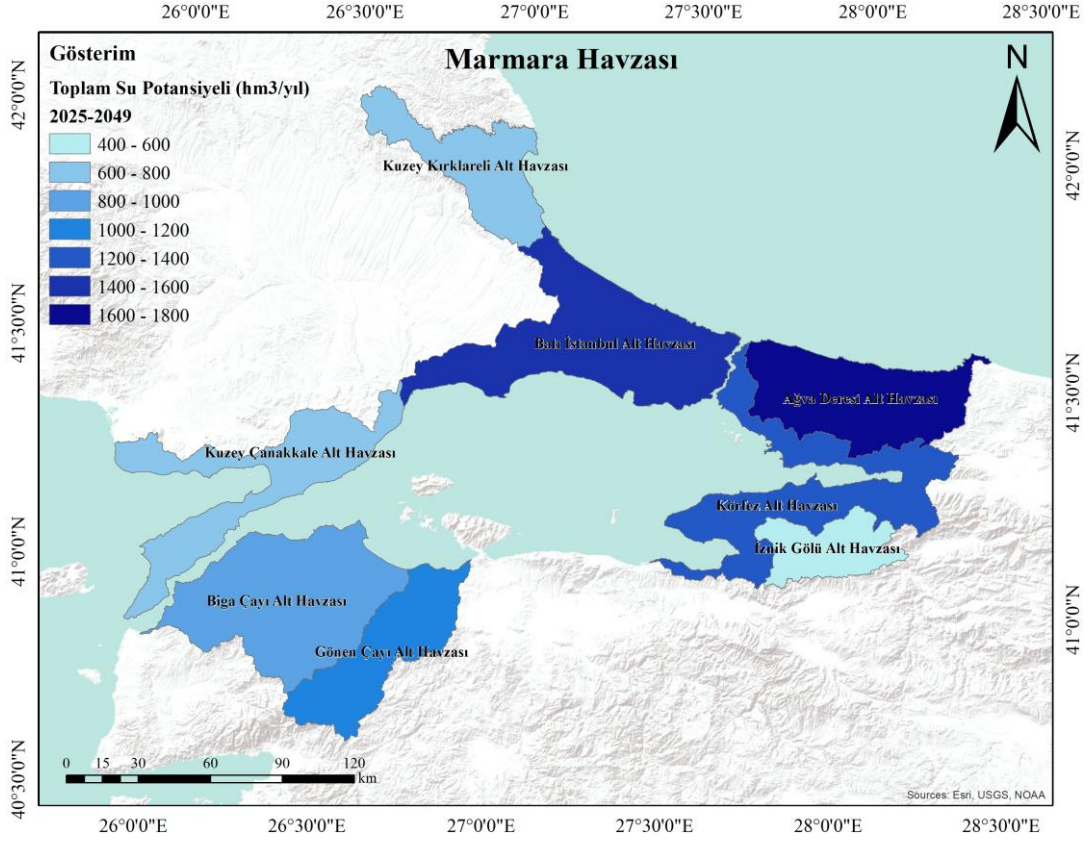 26°0'0"E 26°30'0"E 27°0'0"E 27°30'0"E 28°0'0"E 28°30'0"E
Marmara Havzası
N
Gösterim
Toplam Su Potansiyeli (hm3/yıl)
2025-2049
400 - 600
600 - 800
800 - 1000
1000 - 1200
1200 - 1400
1400 - 1600
1600 - 1800
42°0'0"N
41°30'0"N
41°0'0"N
40°30'0"N
42°0'0"N
41°30'0"N
41°0'0"N
Kuzey Kırklareli Alt Havzası
Batı İstanbul Alt Havzası
Ağva Deresi Alt Havzası
Kuzey Çanakkale Alt Havzası
Körfez Alt Havzası
İznik Gölü Alt Havzası
Biga Çayı Alt Havzası
Gönen Çayı Alt Havzası
0 15 30 60 90 120
km
Sources: Esri, USGS, NOAA
26°0'0"E 26°30'0"E 27°0'0"E 27°30'0"E 28°0'0"E 28°30'0"E